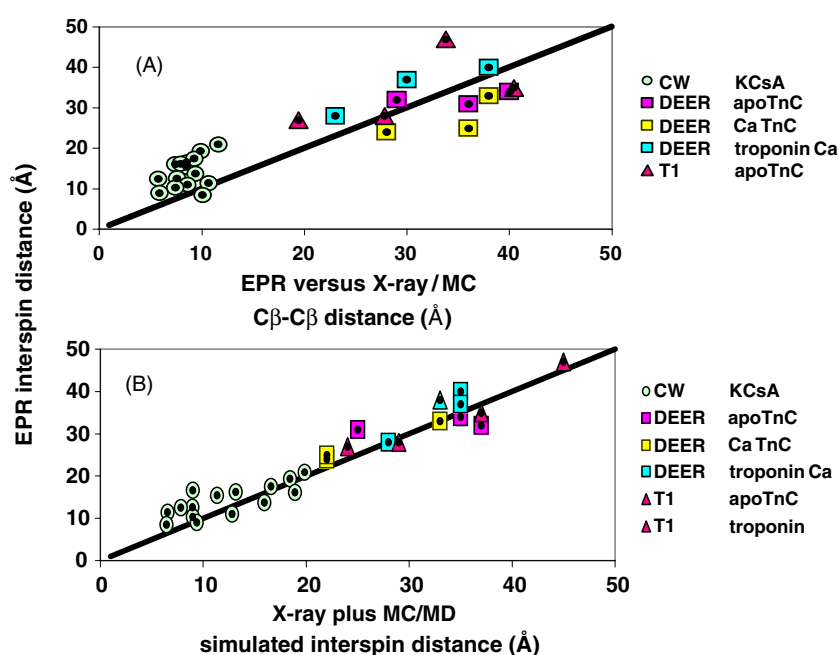 EPR interspin distance (Å)
(A)
50
40
30
20
10
0
0 10 20 30 40 50
EPR versus X-ray/MC
Cβ-Cβ distance (Å)
CW KCsA
DEER apoTnC
DEER Ca TnC
DEER troponin Ca
T1 apoTnC
(B)
50
40
30
20
10
0
0 10 20 30 40 50
X-ray plus MC/MD
simulated interspin distance (Å)
CW KCsA
DEER apoTnC
DEER Ca TnC
DEER troponin Ca
T1 apoTnC
T1 troponin